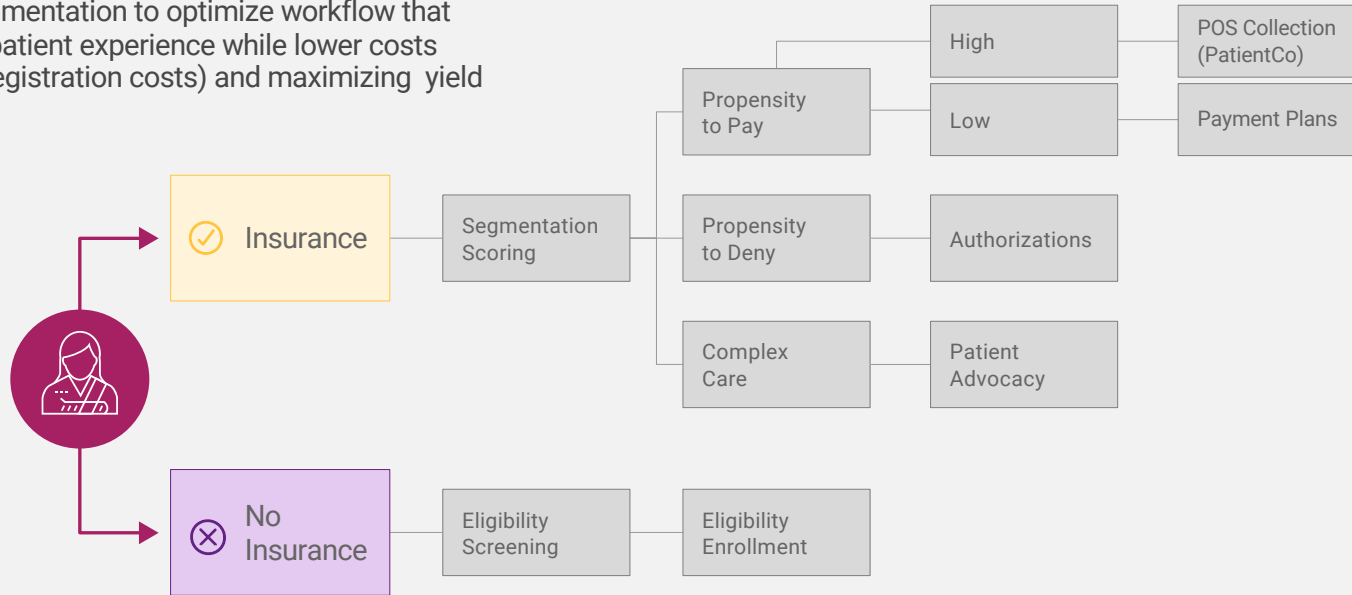 mentation to optimize workflow that
patient experience while lower costs
egistration costs) and maximizing yield
High
POS Collection
(PatientCo)
Propensity
to Pay
Low
Payment Plans
Insurance
Segmentation
Scoring
Propensity
to Deny
Authorizations
Complex
Care
Patient
Advocacy
No
Insurance
Eligibility
Screening
Eligibility
Enrollment